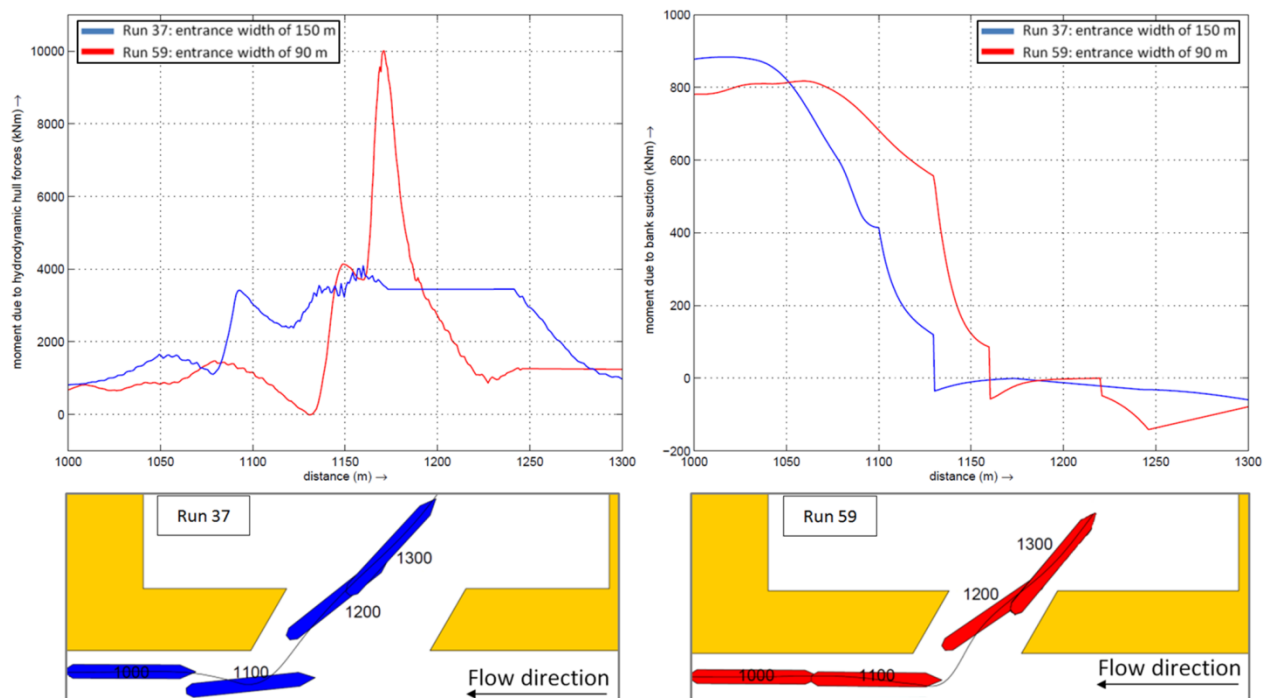 Run 37: entrance width of 150 m
Run 59: entrance width of 90 m
moment due to hydrodynamic hull forces (kNm) →
10000
8000
6000
4000
2000
0
1000
1050
1100
1150
1200
1250
1300
distance (m) →
Run 37: entrance width of 150 m
Run 59: entrance width of 90 m
moment due to bank suction (kNm) →
1000
800
600
400
200
0
−200
1000
1050
1100
1150
1200
1250
1300
distance (m) →
Run 37
1300
1200
1100
1000
Flow direction
Run 59
1300
1200
1100
1000
Flow direction